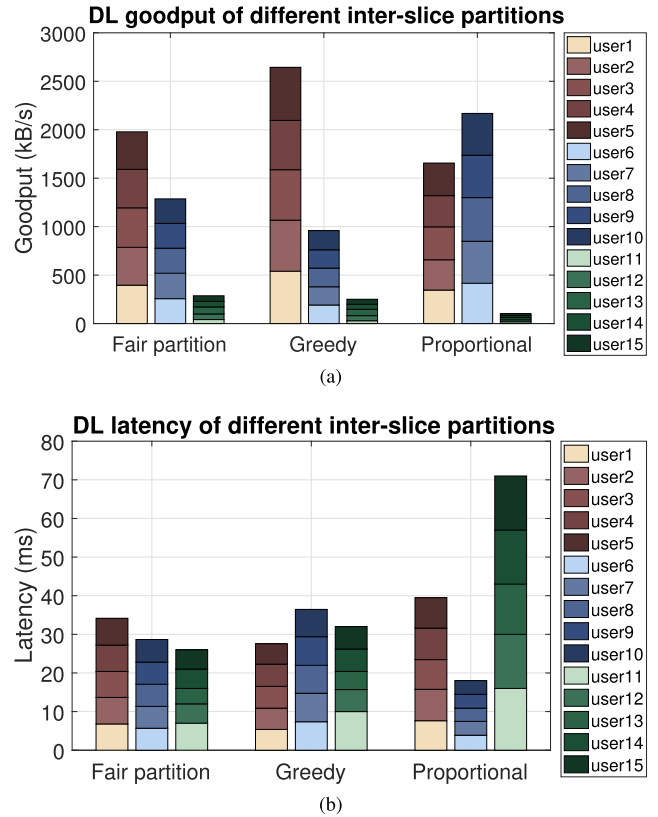 DL goodput of different inter-slice partitions
3000
2500
2000
1500
1000
500
0
Goodput (kB/s)
Fair partition
Greedy
Proportional
user1
user2
user3
user4
user5
user6
user7
user8
user9
user10
user11
user12
user13
user14
user15
(a)
DL latency of different inter-slice partitions
80
70
60
50
40
30
20
10
0
Latency (ms)
Fair partition
Greedy
Proportional
user1
user2
user3
user4
user5
user6
user7
user8
user9
user10
user11
user12
user13
user14
user15
(b)